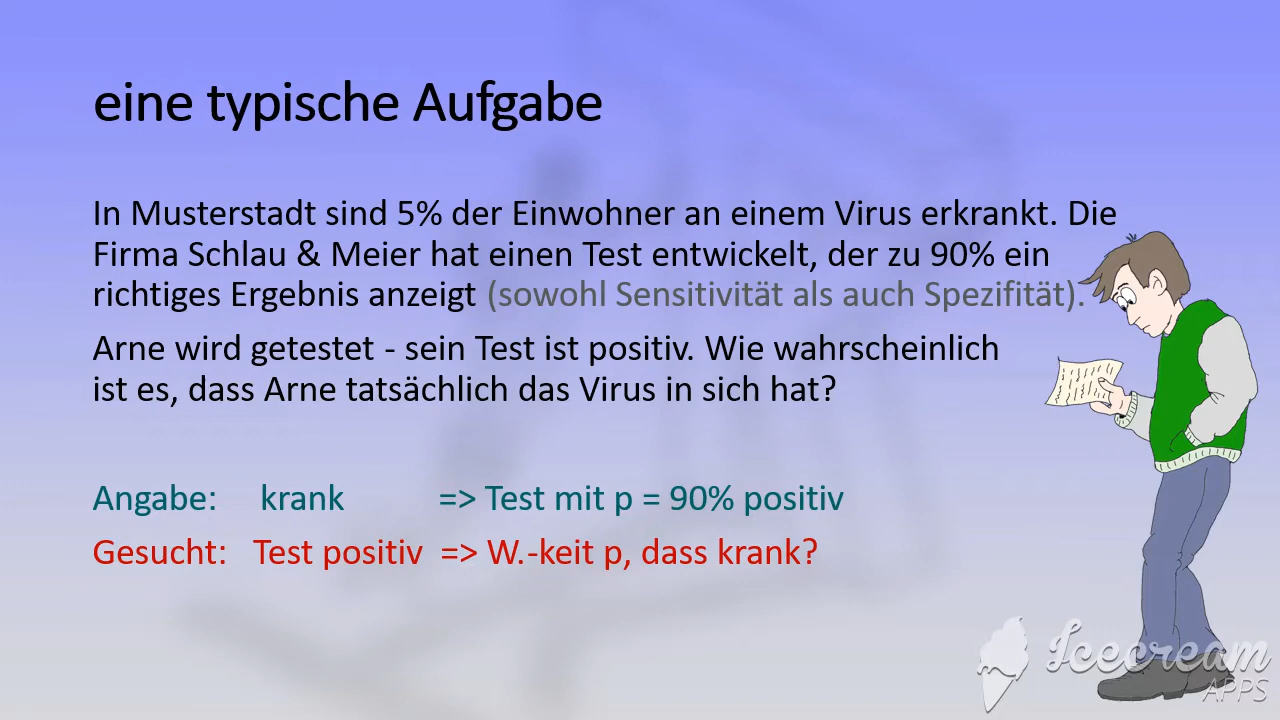 eine typische Aufgabe
In Musterstadt sind 5% der Einwohner an einem Virus erkrankt. Die
Firma Schlau & Meier hat einen Test entwickelt, der zu 90% ein
richtiges Ergebnis anzeigt (sowohl Sensitivität als auch Spezifität).
Arne wird getestet - sein Test ist positiv. Wie wahrscheinlich
ist es, dass Arne tatsächlich das Virus in sich hat?
Angabe: krank => Test mit p = 90% positiv
Gesucht: Test positiv => W.-keit p, dass krank?
Icecream
APPS